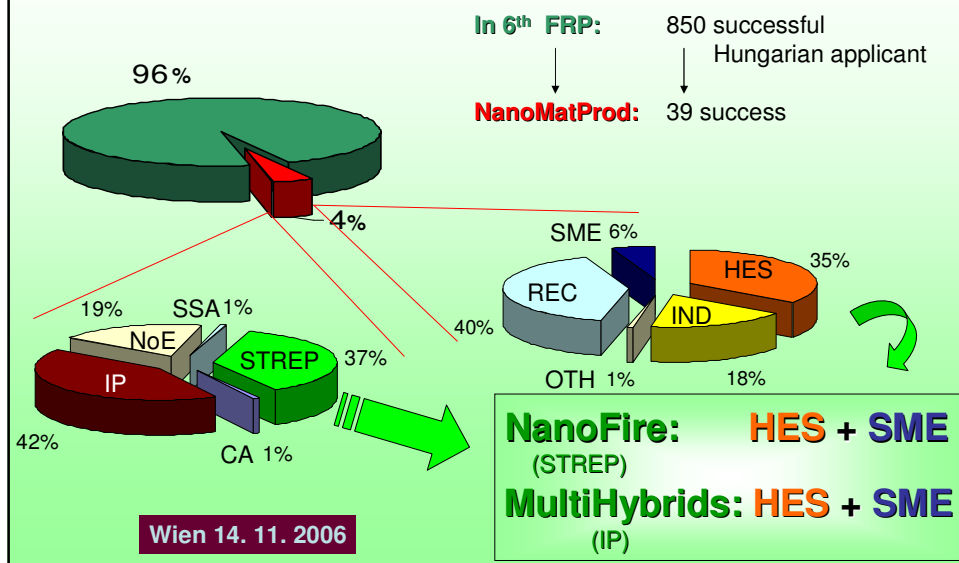 In 6th FRP: 850 successful
Hungarian applicant
NanoMatProd: 39 success
96%
4%
SME 6%
HES 35%
REC
IND
40%
OTH 1% 18%
19% SSA 1%
NoE
STREP 37%
IP
42%
CA 1%
NanoFire: HES + SME
(STREP)
MultiHybrids: HES + SME
(IP)
Wien 14. 11. 2006